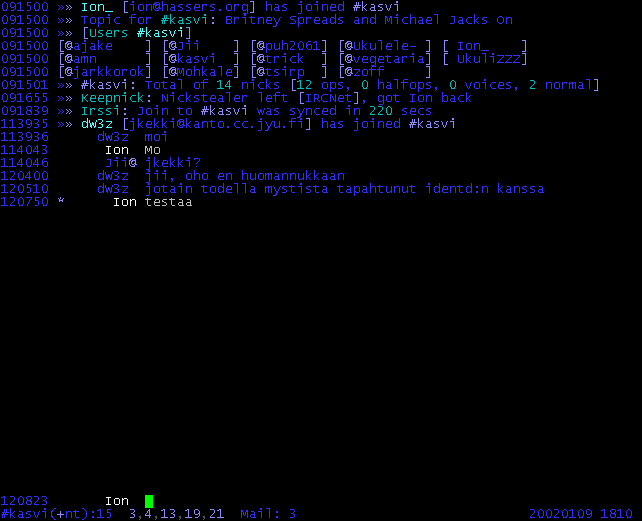 091500 »» Ion_ [ion@hassers.org] has joined #kasvi
091500 »» Topic for #kasvi: Britney Spreads and Michael Jacks On
091500 »» [Users #kasvi]
091500 [@ajake    ] [@Jii    ] [@puh2061] [@Ukulele- ] [ Ion_    ]
091500 [@amn      ] [@kasvi  ] [@trick  ] [@vegetaria] [ UkuliZZZ]
091500 [@jarkkorok] [@Mohkale] [@tsirp  ] [@zoff     ]
091501 »» #kasvi: Total of 14 nicks [12 ops, 0 halfops, 0 voices, 2 normal]
091655 »» Keepnick: Nickstealer left [IRCNet], got Ion back
091839 »» Irssi: Join to #kasvi was synced in 220 secs
113935 »» dw3z [jkekki@kanto.cc.jyu.fi] has joined #kasvi
113936 dw3z moi
114043 Ion Mo
114046 Jii@ jkekki?
120400 dw3z jii, oho en huomannukkaan
120510 dw3z jotain todella mystistä tapahtunut identd:n kanssa
120750 * Ion testaa
120823 Ion
#kasvi(+nt):15 3,4,13,19,21 Mail: 3 20020109 1810